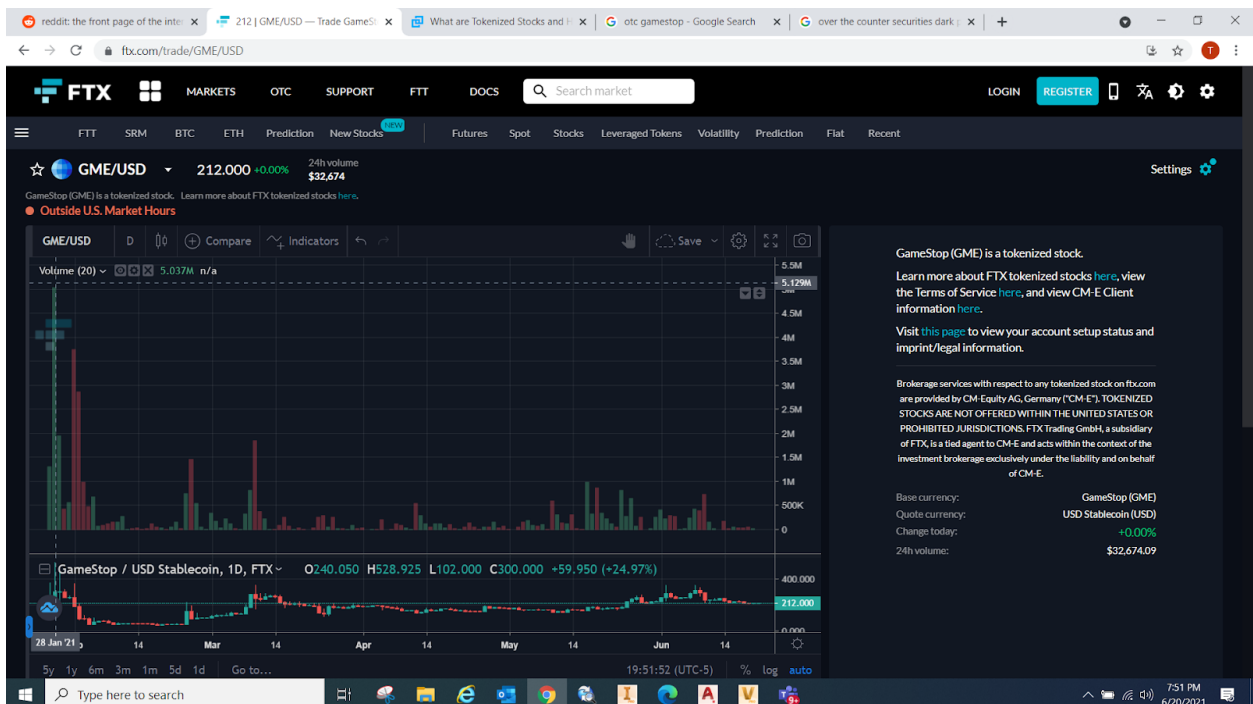 reddit: the front page of the inter
212 | GME/USD — Trade GameSt
What are Tokenized Stocks and H
otc gamestop - Google Search
over the counter securities dark p
ftx.com/trade/GME/USD
T
FTX MARKETS OTC SUPPORT FTT DOCS Search market LOGIN REGISTER
FTT SRM BTC ETH Prediction New Stocks NEW Futures Spot Stocks Leveraged Tokens Volatility Prediction Fiat Recent
GME/USD 212.000 +0.00% 24h volume
$32,674
Settings
GameStop (GME) is a tokenized stock. Learn more about FTX tokenized stocks here.
Outside U.S. Market Hours
GME/USD D Compare Indicators Save
Volume (20) 5.037M n/a
5.5M
5.129M
5M
4.5M
4M
3.5M
3M
2.5M
2M
1.5M
1M
500K
0
GameStop / USD Stablecoin, 1D, FTX O240.050 H528.925 L102.000 C300.000 +59.950 (+24.97%)
400.000
212.000
0.000
28 Jan '21 14 Mar 14 Apr 14 May 14 Jun 14
5y 1y 6m 3m 1m 5d 1d Go to... 19:51:52 (UTC-5) % log auto
GameStop (GME) is a tokenized stock.
Learn more about FTX tokenized stocks here, view
the Terms of Service here, and view CM-E Client
information here.
Visit this page to view your account setup status and
imprint/legal information.
Brokerage services with respect to any tokenized stock on ftx.com
are provided by CM-Equity AG, Germany ("CM-E"). TOKENIZED
STOCKS ARE NOT OFFERED WITHIN THE UNITED STATES OR
PROHIBITED JURISDICTIONS. FTX Trading GmbH, a subsidiary
of FTX, is a tied agent to CM-E and acts within the context of the
investment brokerage exclusively under the liability and on behalf
of CM-E.
Base currency: GameStop (GME)
Quote currency: USD Stablecoin (USD)
Change today: +0.00%
24h volume: $32,674.09
Type here to search
9+
7:51 PM
6/20/2021